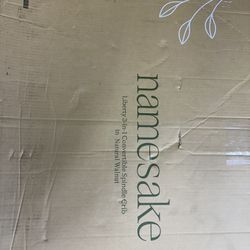 namesake
Liberty 3-in-1 Convertible Spindle Crib
in Natural Walnut